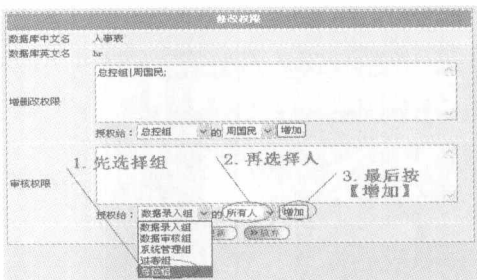 修改权限
数据库中文名 人事表
数据库英文名 hr
总控组|周国民;
增删改权限
授权给: 总控组 的 周国民 增加
1. 先选择组
2. 再选择人
3. 最后按
【增加】
审核权限
授权给: 数据录入组 的 所有人 增加
数据录入组
数据审核组
系统管理组
过客组
总控组